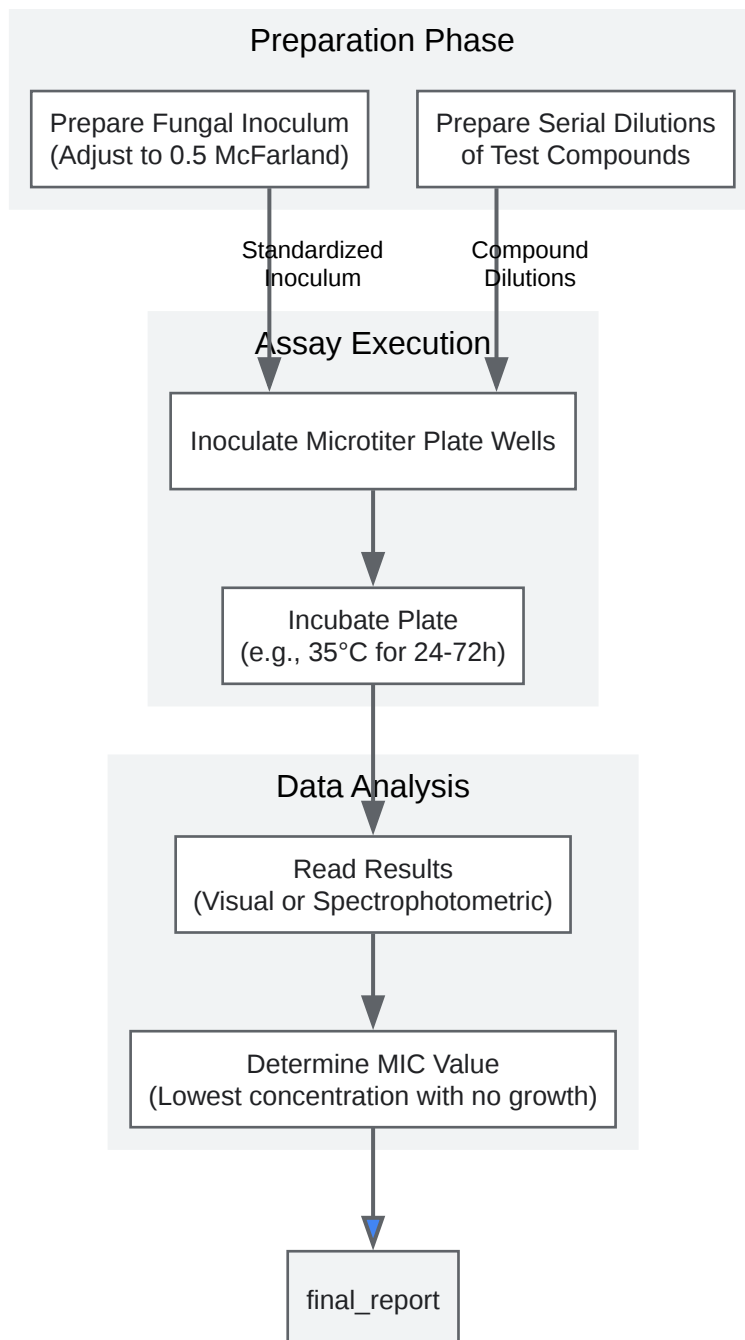 Preparation Phase
Prepare Fungal Inoculum
(Adjust to 0.5 McFarland)
Prepare Serial Dilutions
of Test Compounds
Standardized
Inoculum
Compound
Dilutions
Assay Execution
Inoculate Microtiter Plate Wells
Incubate Plate
(e.g., 35°C for 24-72h)
Data Analysis
Read Results
(Visual or Spectrophotometric)
Determine MIC Value
(Lowest concentration with no growth)
final_report